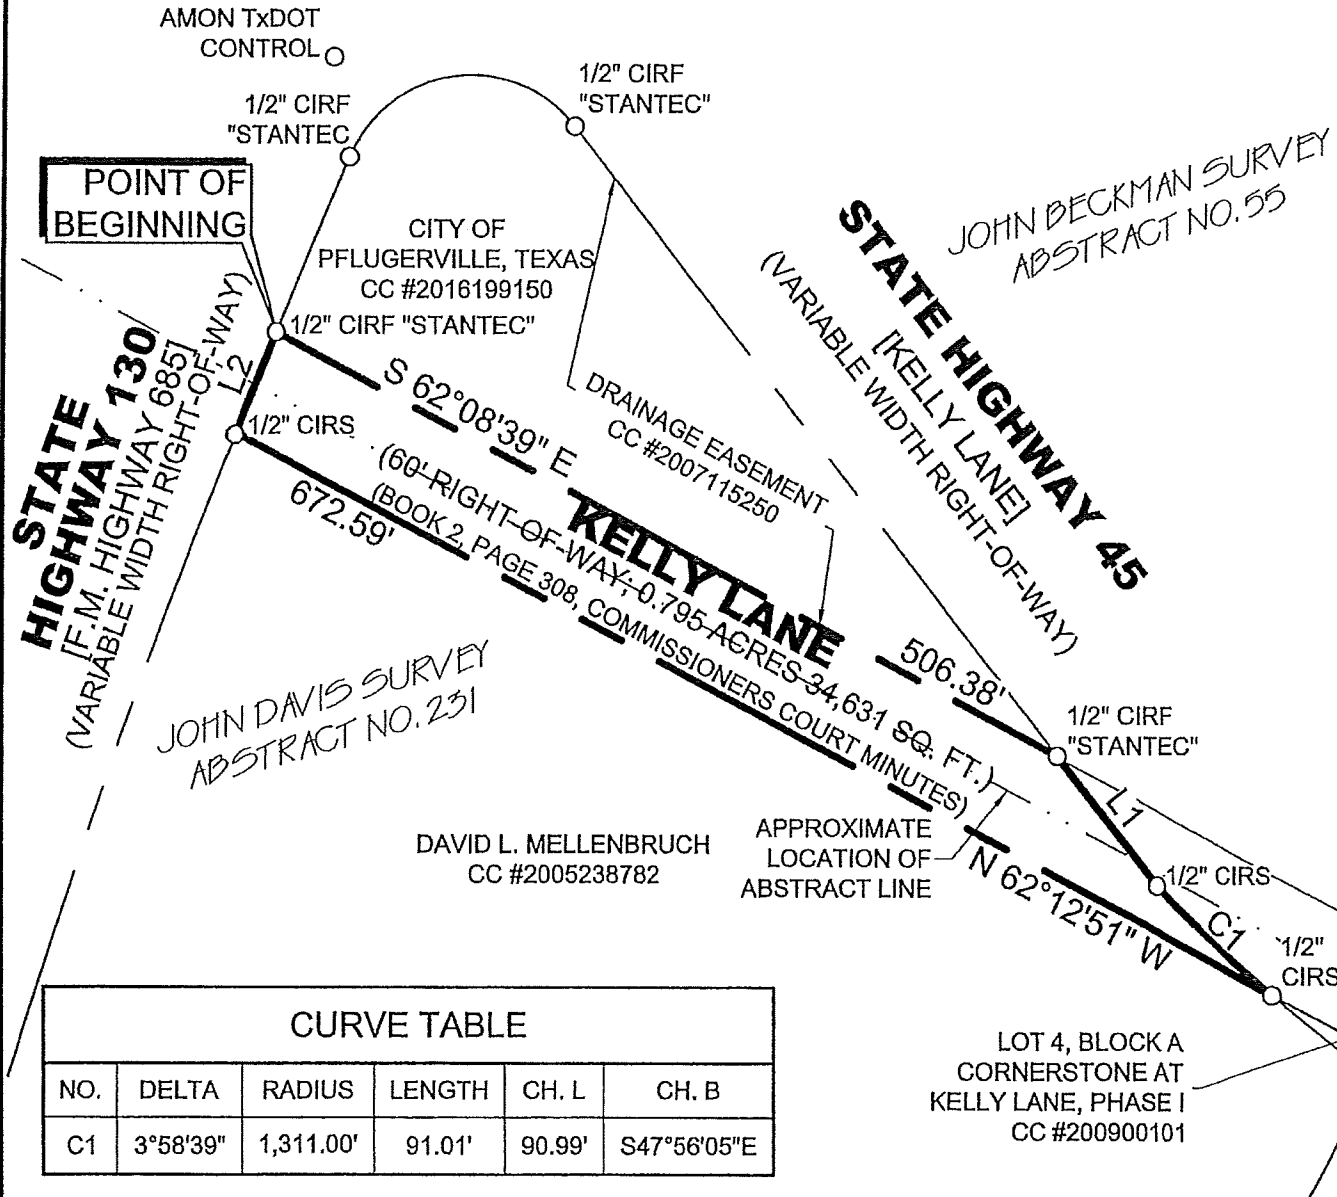 AMON TxDOT
CONTROL
1/2" CIRF
"STANTEC"
1/2" CIRF
"STANTEC
POINT OF
BEGINNING
JOHN BECKMAN SURVEY
ABSTRACT NO. 55
CITY OF
PFLUGERVILLE, TEXAS
CC #2016199150
1/2" CIRF "STANTEC"
STATE HIGHWAY 45
[KELLY LANE]
(VARIABLE WIDTH RIGHT-OF-WAY)
STATE
HIGHWAY 130
[F.M. HIGHWAY 685]
(VARIABLE WIDTH RIGHT-OF-WAY)
L2
1/2" CIRS
S 62°08'39" E
DRAINAGE EASEMENT
CC #2007115250
KELLY LANE
(60' RIGHT-OF-WAY; 0.795 ACRES 34,631 SQ. FT.)
(BOOK 2, PAGE 308, COMMISSIONERS COURT MINUTES)
672.59'
506.38'
JOHN DAVIS SURVEY
ABSTRACT NO. 231
1/2" CIRF
"STANTEC"
L1
DAVID L. MELLENBRUCH
CC #2005238782
APPROXIMATE
LOCATION OF
ABSTRACT LINE
N 62°12'51" W
1/2" CIRS
C1
1/2"
CIRS
LOT 4, BLOCK A
CORNERSTONE AT
KELLY LANE, PHASE I
CC #200900101
CURVE TABLE
NO. DELTA RADIUS LENGTH CH. L CH. B
C1 3°58'39" 1,311.00' 91.01' 90.99' S47°56'05"E